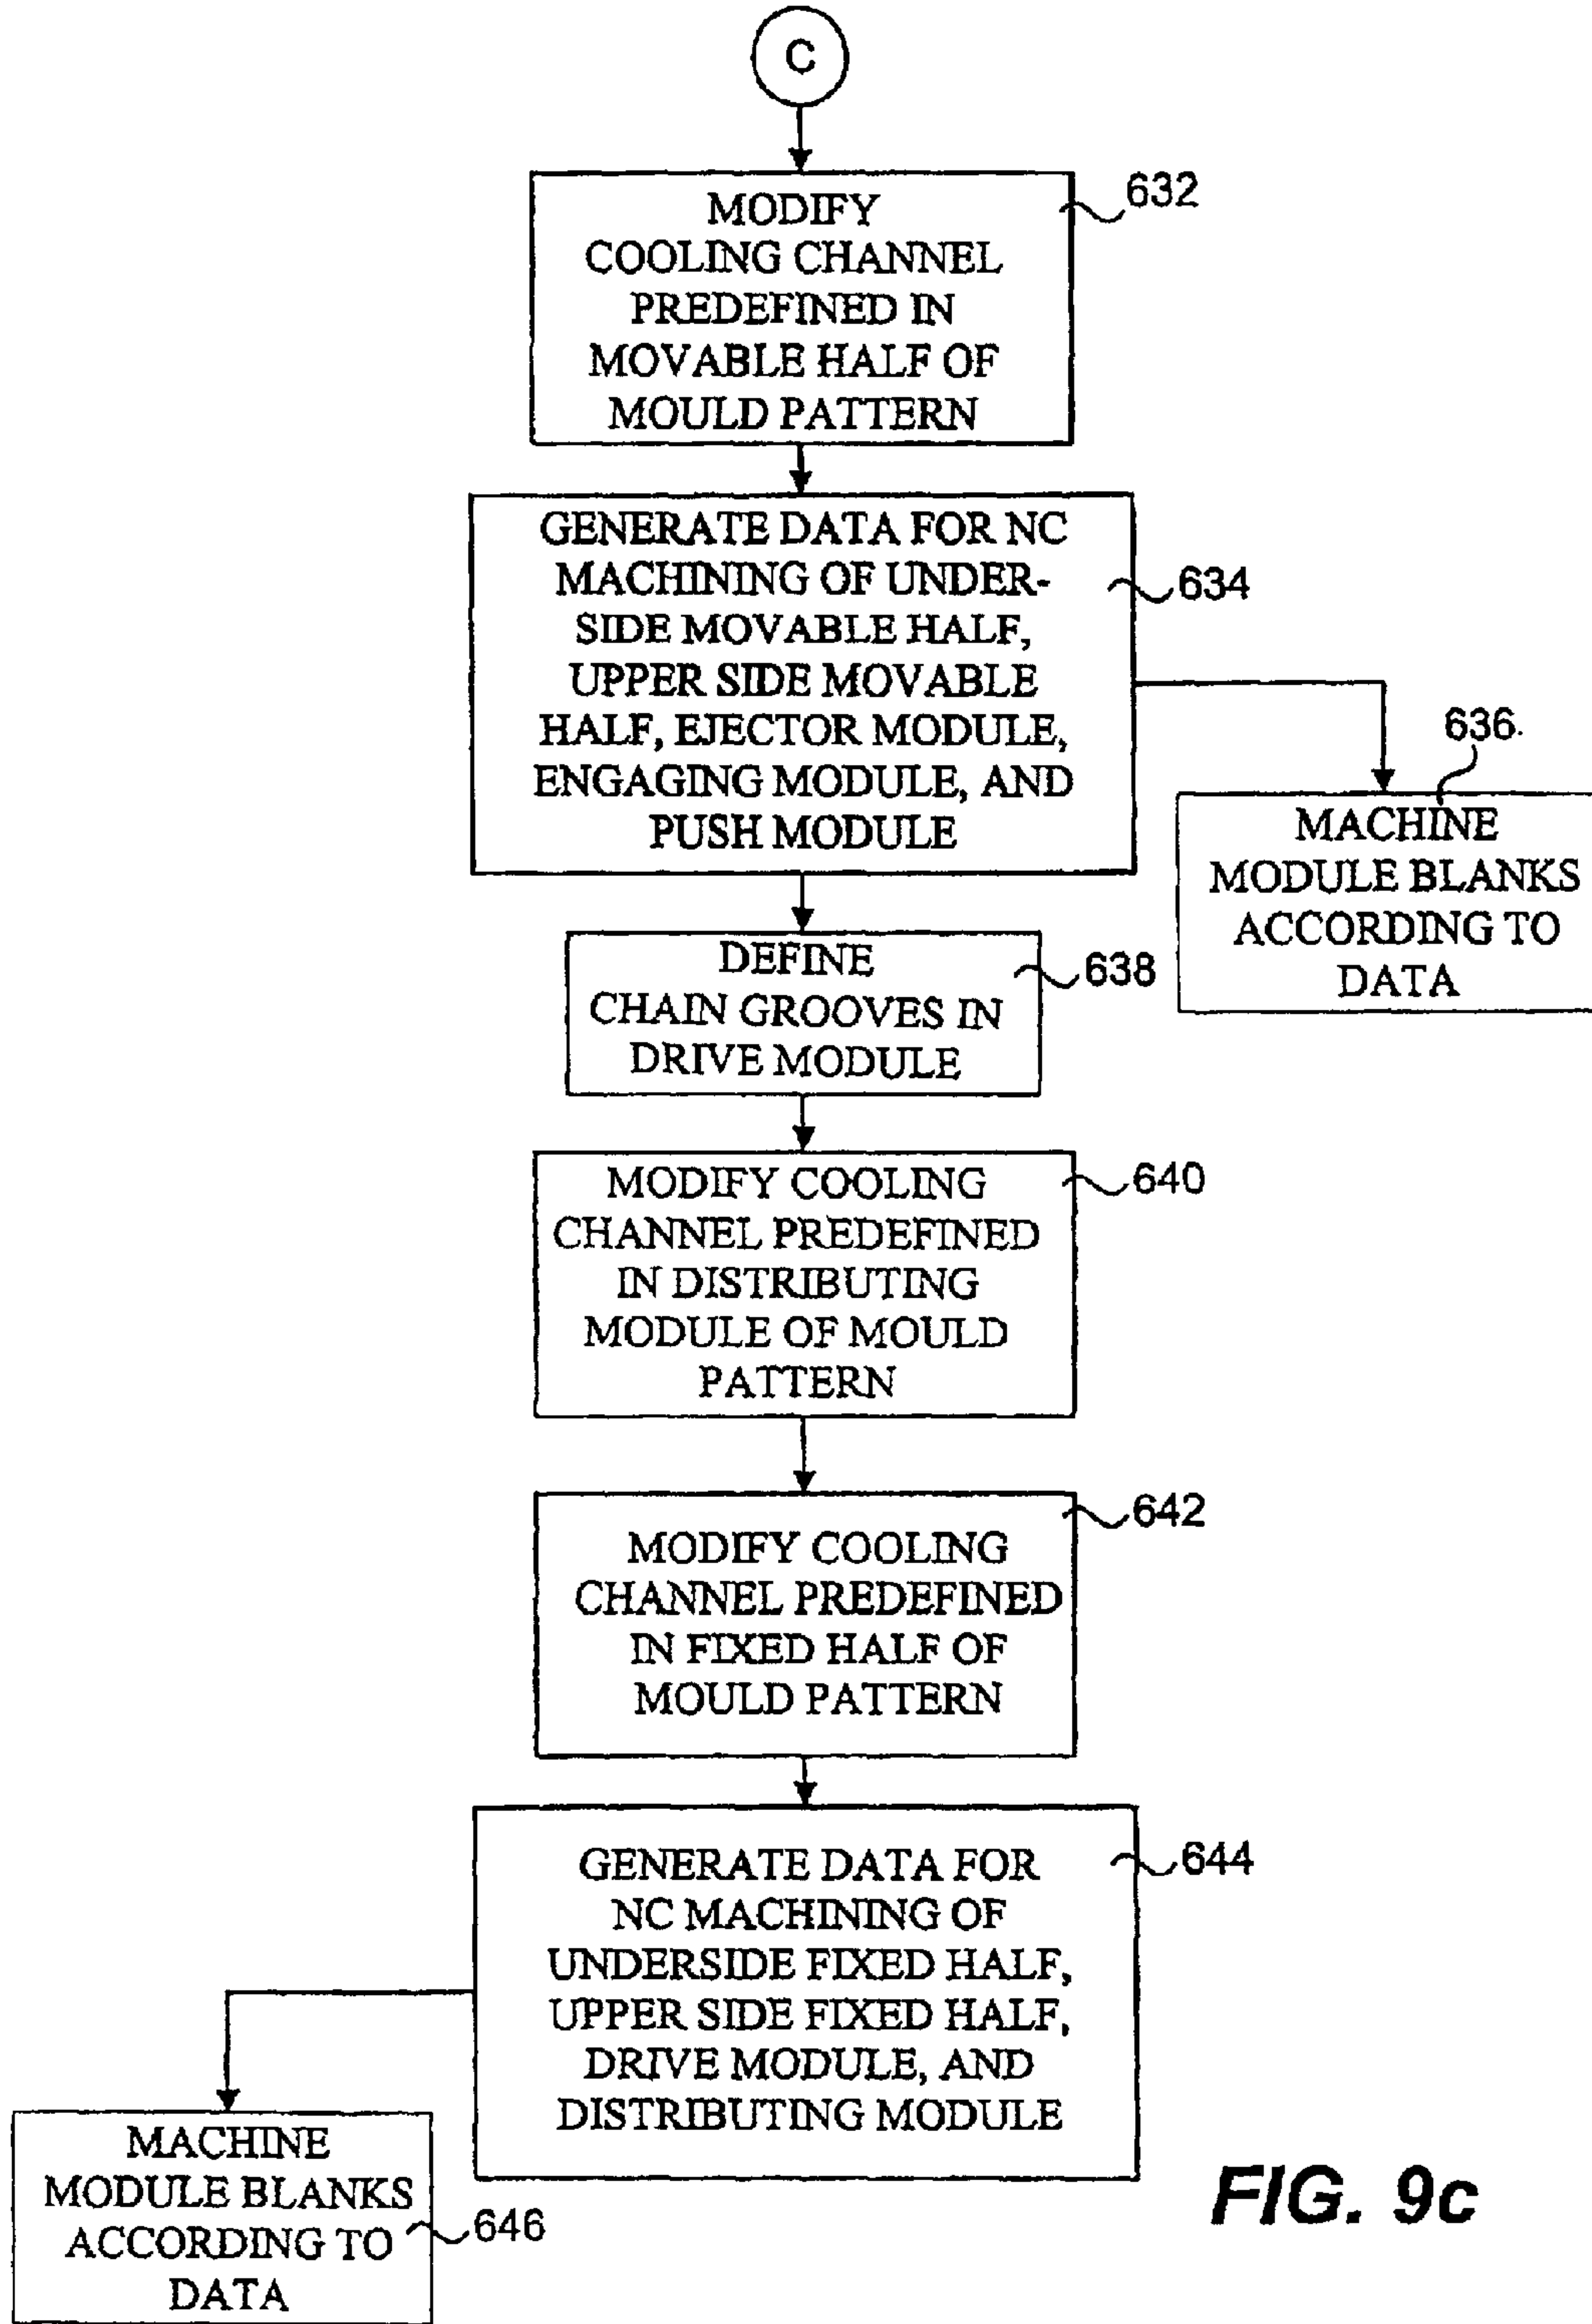 C
632
MODIFY
COOLING CHANNEL
PREDEFINED IN
MOVABLE HALF OF
MOULD PATTERN
634
GENERATE DATA FOR NC
MACHINING OF UNDER-
SIDE MOVABLE HALF,
UPPER SIDE MOVABLE
HALF, EJECTOR MODULE,
ENGAGING MODULE, AND
PUSH MODULE
636.
MACHINE
MODULE BLANKS
ACCORDING TO
DATA
638
DEFINE
CHAIN GROOVES IN
DRIVE MODULE
640
MODIFY COOLING
CHANNEL PREDEFINED
IN DISTRIBUTING
MODULE OF MOULD
PATTERN
642
MODIFY COOLING
CHANNEL PREDEFINED
IN FIXED HALF OF
MOULD PATTERN
644
GENERATE DATA FOR
NC MACHINING OF
UNDERSIDE FIXED HALF,
UPPER SIDE FIXED HALF,
DRIVE MODULE, AND
DISTRIBUTING MODULE
MACHINE
MODULE BLANKS
ACCORDING TO
DATA
646
FIG. 9c